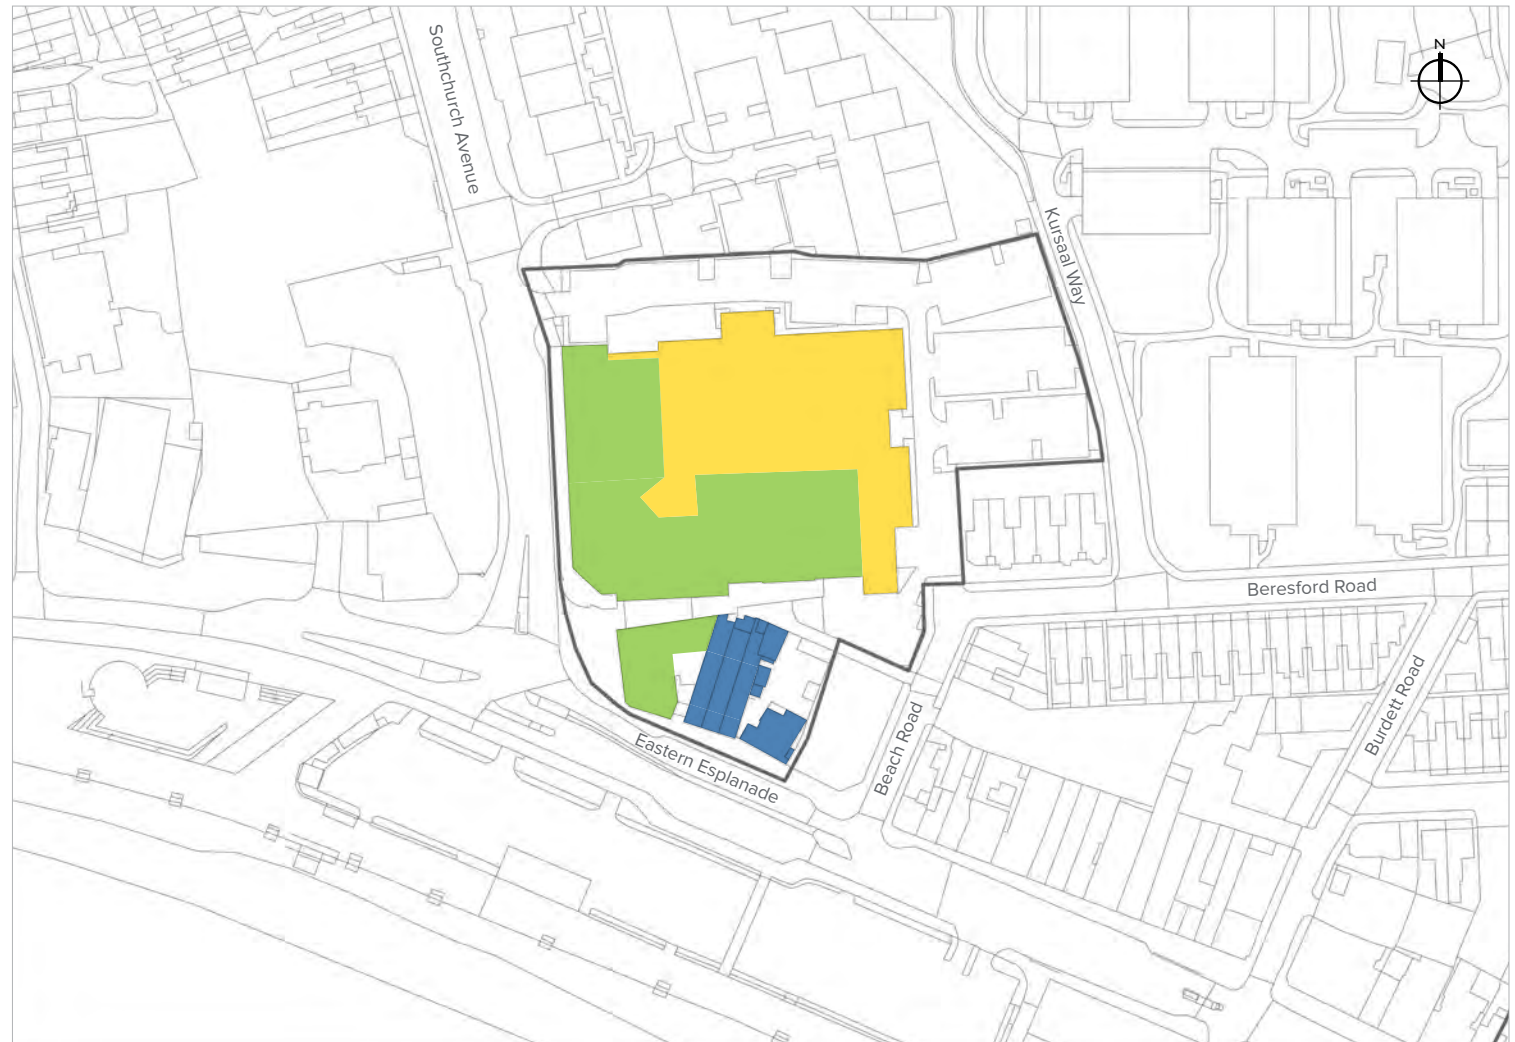 Southchurch Avenue
N
Kursaal Way
Beresford Road
Burdett Road
Beach Road
Eastern Esplanade